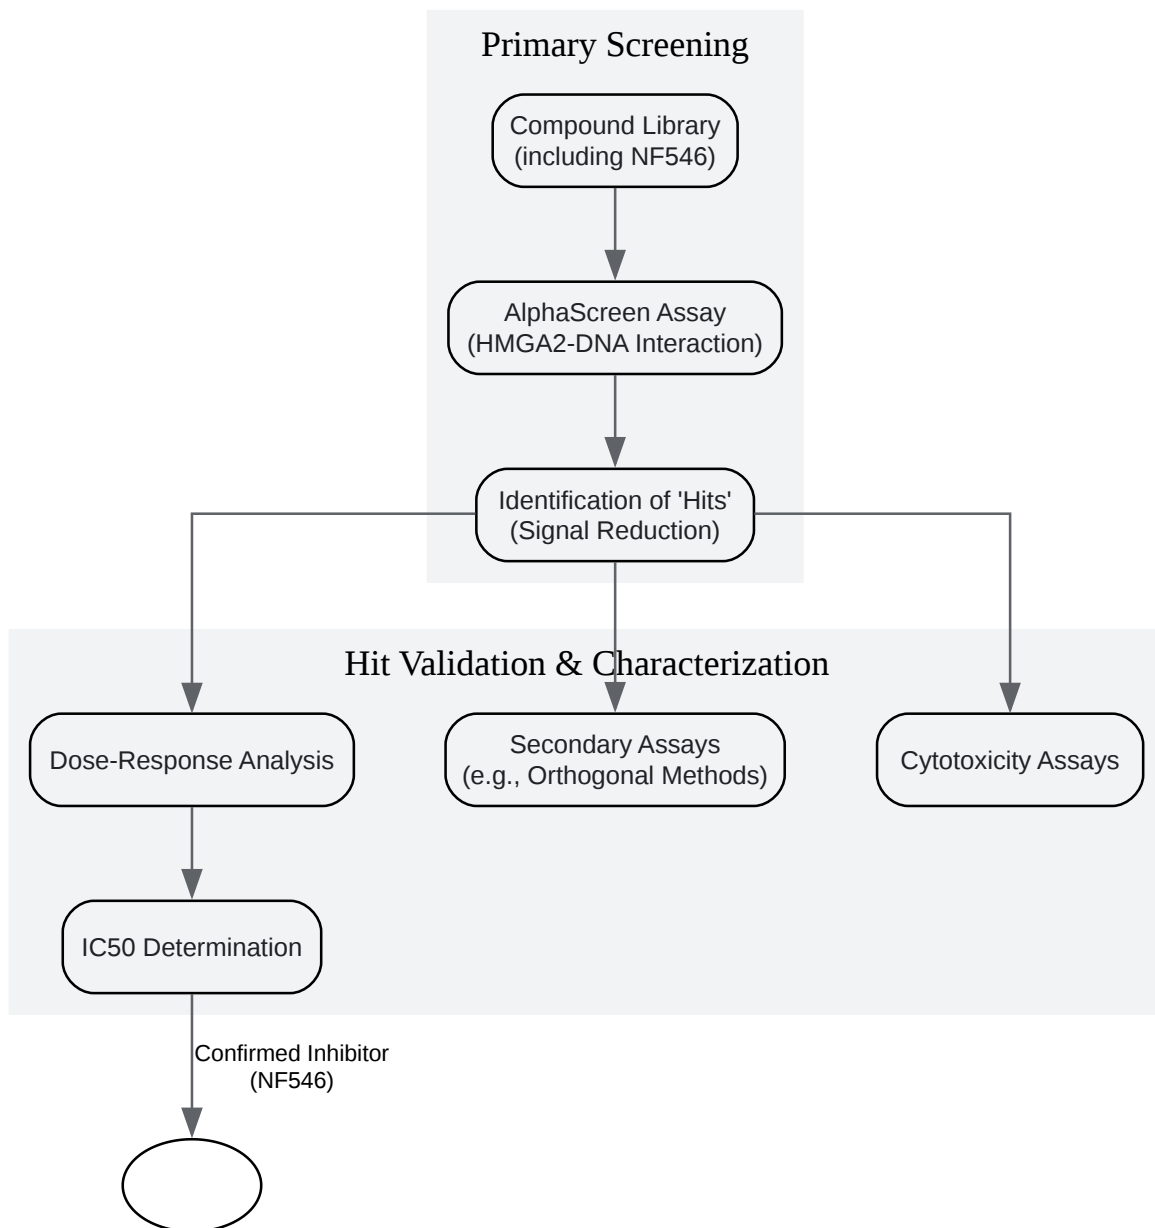 Primary Screening
Compound Library
(including NF546)
AlphaScreen Assay
(HMGA2-DNA Interaction)
Identification of 'Hits'
(Signal Reduction)
Hit Validation & Characterization
Dose-Response Analysis
Secondary Assays
(e.g., Orthogonal Methods)
Cytotoxicity Assays
IC50 Determination
Confirmed Inhibitor
(NF546)